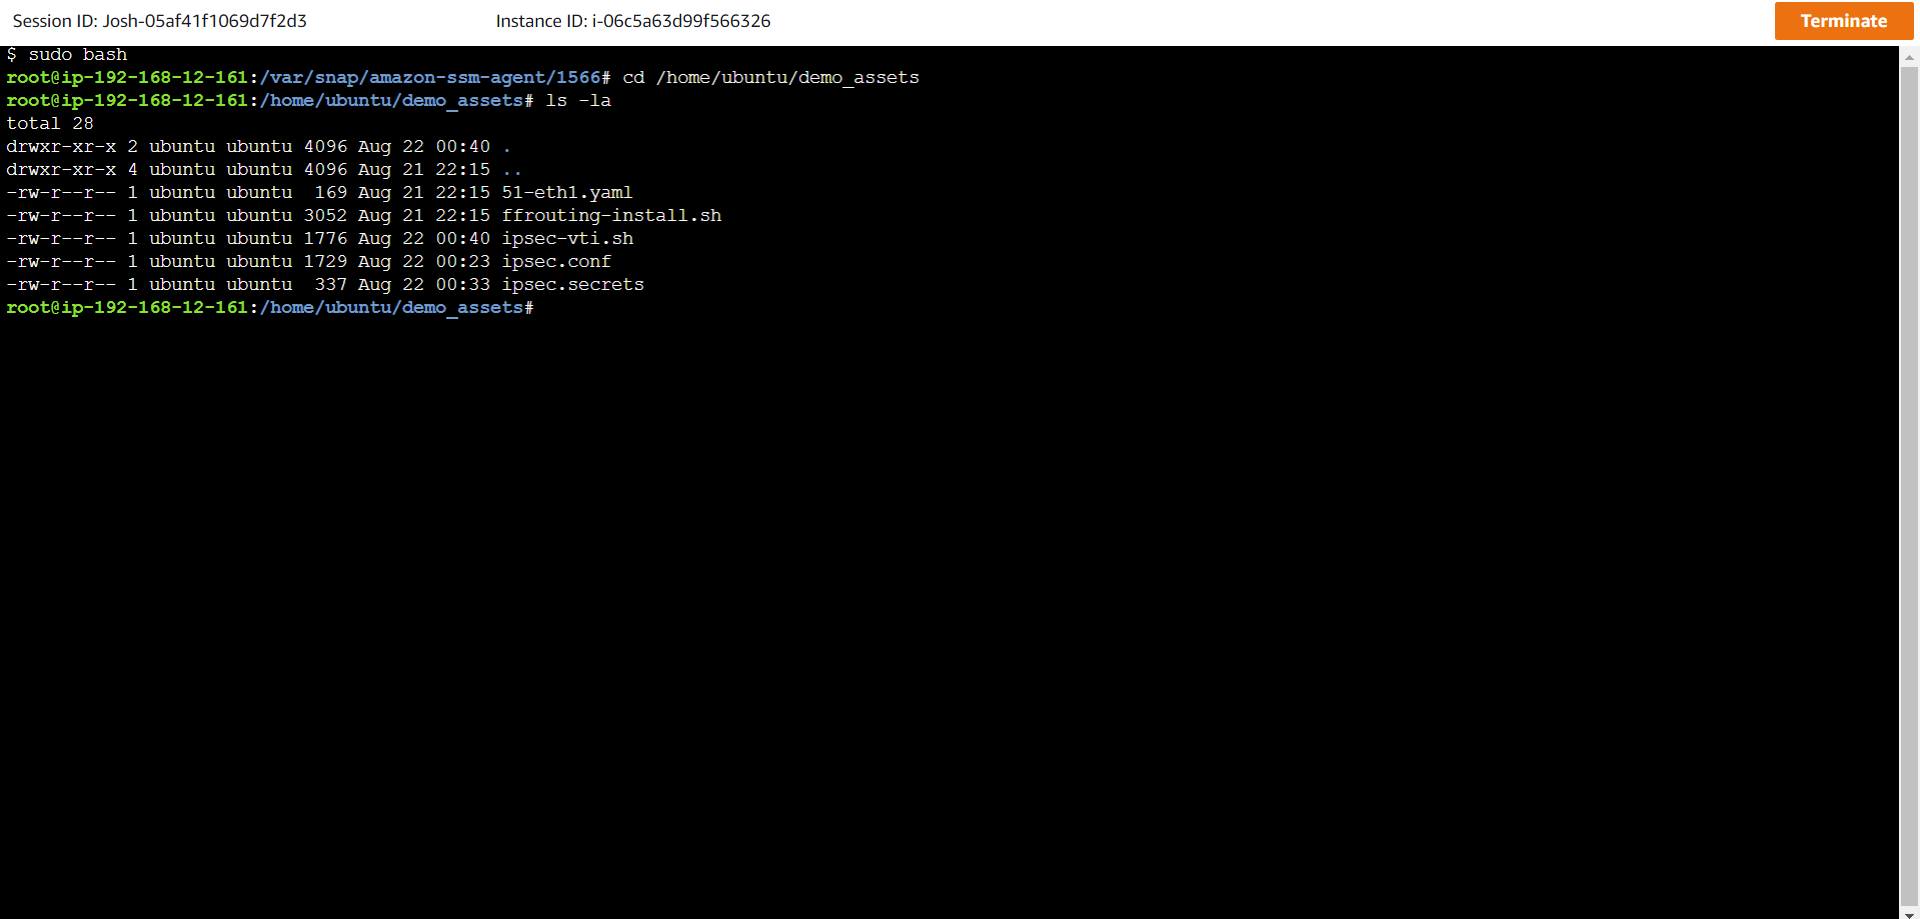 Session ID: Josh-05af41f1069d7f2d3 Instance ID: i-06c5a63d99f566326 Terminate
$ sudo bash
root@ip-192-168-12-161:/var/snap/amazon-ssm-agent/1566# cd /home/ubuntu/demo_assets
root@ip-192-168-12-161:/home/ubuntu/demo_assets# ls -la
total 28
drwxr-xr-x 2 ubuntu ubuntu 4096 Aug 22 00:40 .
drwxr-xr-x 4 ubuntu ubuntu 4096 Aug 21 22:15 ..
-rw-r--r-- 1 ubuntu ubuntu  169 Aug 21 22:15 51-eth1.yaml
-rw-r--r-- 1 ubuntu ubuntu 3052 Aug 21 22:15 ffrouting-install.sh
-rw-r--r-- 1 ubuntu ubuntu 1776 Aug 22 00:40 ipsec-vti.sh
-rw-r--r-- 1 ubuntu ubuntu 1729 Aug 22 00:23 ipsec.conf
-rw-r--r-- 1 ubuntu ubuntu  337 Aug 22 00:33 ipsec.secrets
root@ip-192-168-12-161:/home/ubuntu/demo_assets#